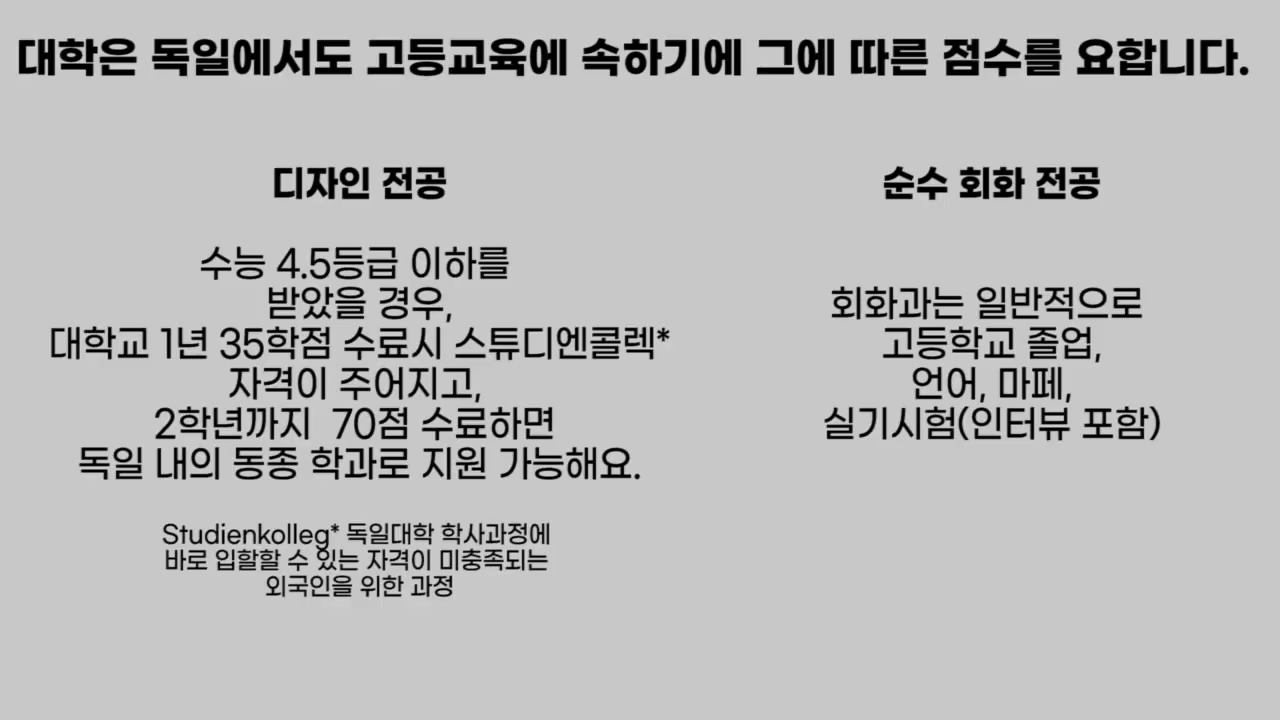 대학은 독일에서도 고등교육에 속하기에 그에 따른 점수를 요합니다.
디자인 전공
수능 4.5등급 이하를
받았을 경우,
대학교 1년 35학점 수료시 스튜디엔콜렉*
자격이 주어지고,
2학년까지 70점 수료하면
독일 내의 동종 학과로 지원 가능해요.
Studienkolleg* 독일대학 학사과정에
바로 입할할 수 있는 자격이 미충족되는
외국인을 위한 과정
순수 회화 전공
회화과는 일반적으로
고등학교 졸업,
언어, 마페,
실기시험(인터뷰 포함)